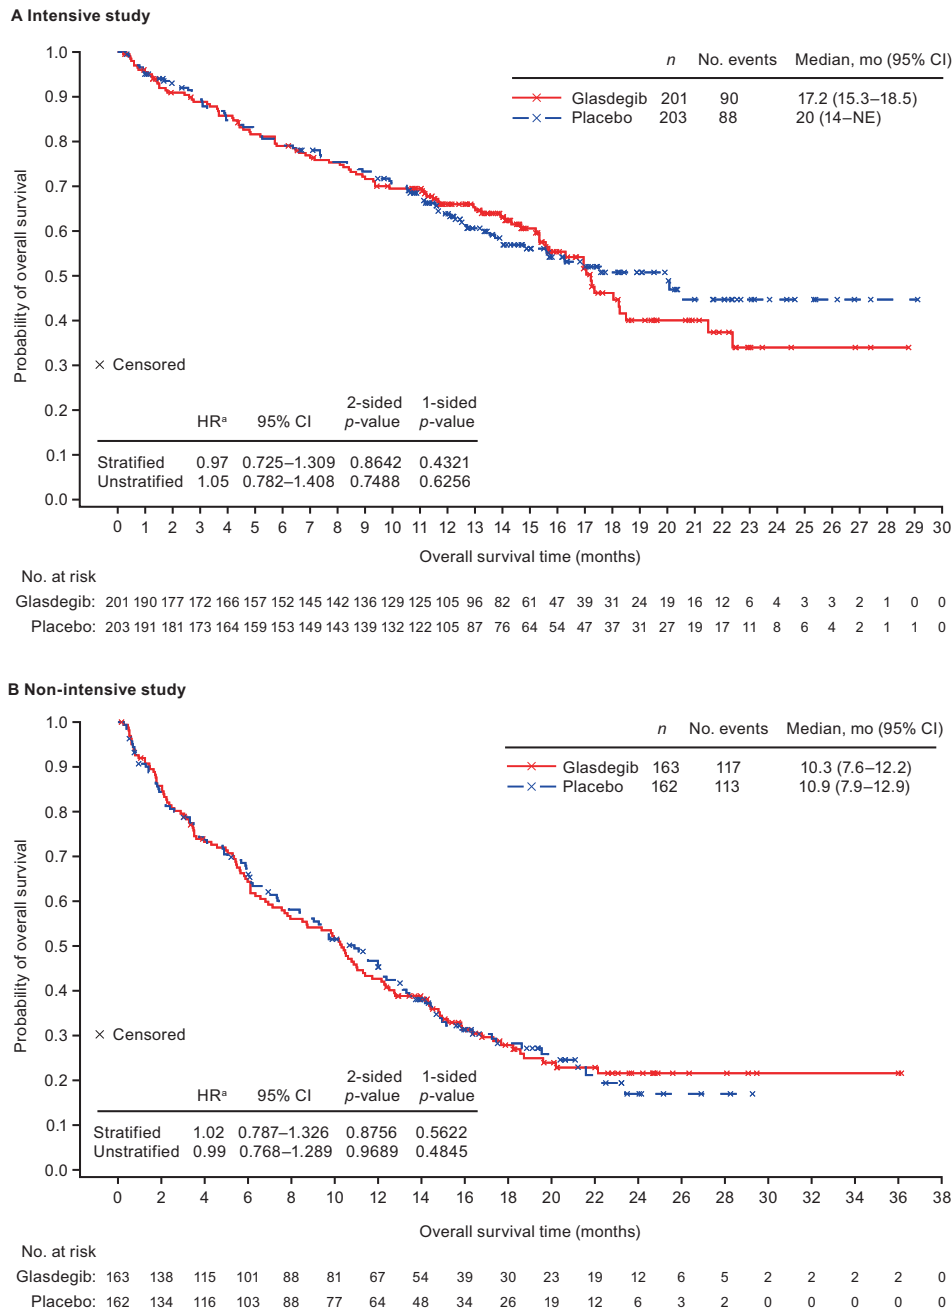 A Intensive study
n No. events Median, mo (95% CI)
Glasdegib 201 90 17.2 (15.3–18.5)
Placebo 203 88 20 (14–NE)
Probability of overall survival
1.0
0.9
0.8
0.7
0.6
0.5
0.4
0.3
0.2
0.1
0.0
× Censored
HRᵃ 95% CI 2-sided p-value 1-sided p-value
Stratified 0.97 0.725–1.309 0.8642 0.4321
Unstratified 1.05 0.782–1.408 0.7488 0.6256
0 1 2 3 4 5 6 7 8 9 10 11 12 13 14 15 16 17 18 19 20 21 22 23 24 25 26 27 28 29 30
Overall survival time (months)
No. at risk
Glasdegib: 201 190 177 172 166 157 152 145 142 136 129 125 105 96 82 61 47 39 31 24 19 16 12 6 4 3 3 2 1 0 0
Placebo: 203 191 181 173 164 159 153 149 143 139 132 122 105 87 76 64 54 47 37 31 27 19 17 11 8 6 4 2 1 1 0
B Non-intensive study
n No. events Median, mo (95% CI)
Glasdegib 163 117 10.3 (7.6–12.2)
Placebo 162 113 10.9 (7.9–12.9)
Probability of overall survival
1.0
0.9
0.8
0.7
0.6
0.5
0.4
0.3
0.2
0.1
0.0
× Censored
HRᵃ 95% CI 2-sided p-value 1-sided p-value
Stratified 1.02 0.787–1.326 0.8756 0.5622
Unstratified 0.99 0.768–1.289 0.9689 0.4845
0 2 4 6 8 10 12 14 16 18 20 22 24 26 28 30 32 34 36 38
Overall survival time (months)
No. at risk
Glasdegib: 163 138 115 101 88 81 67 54 39 30 23 19 12 6 5 2 2 2 2 0
Placebo: 162 134 116 103 88 77 64 48 34 26 19 12 6 3 2 0 0 0 0 0